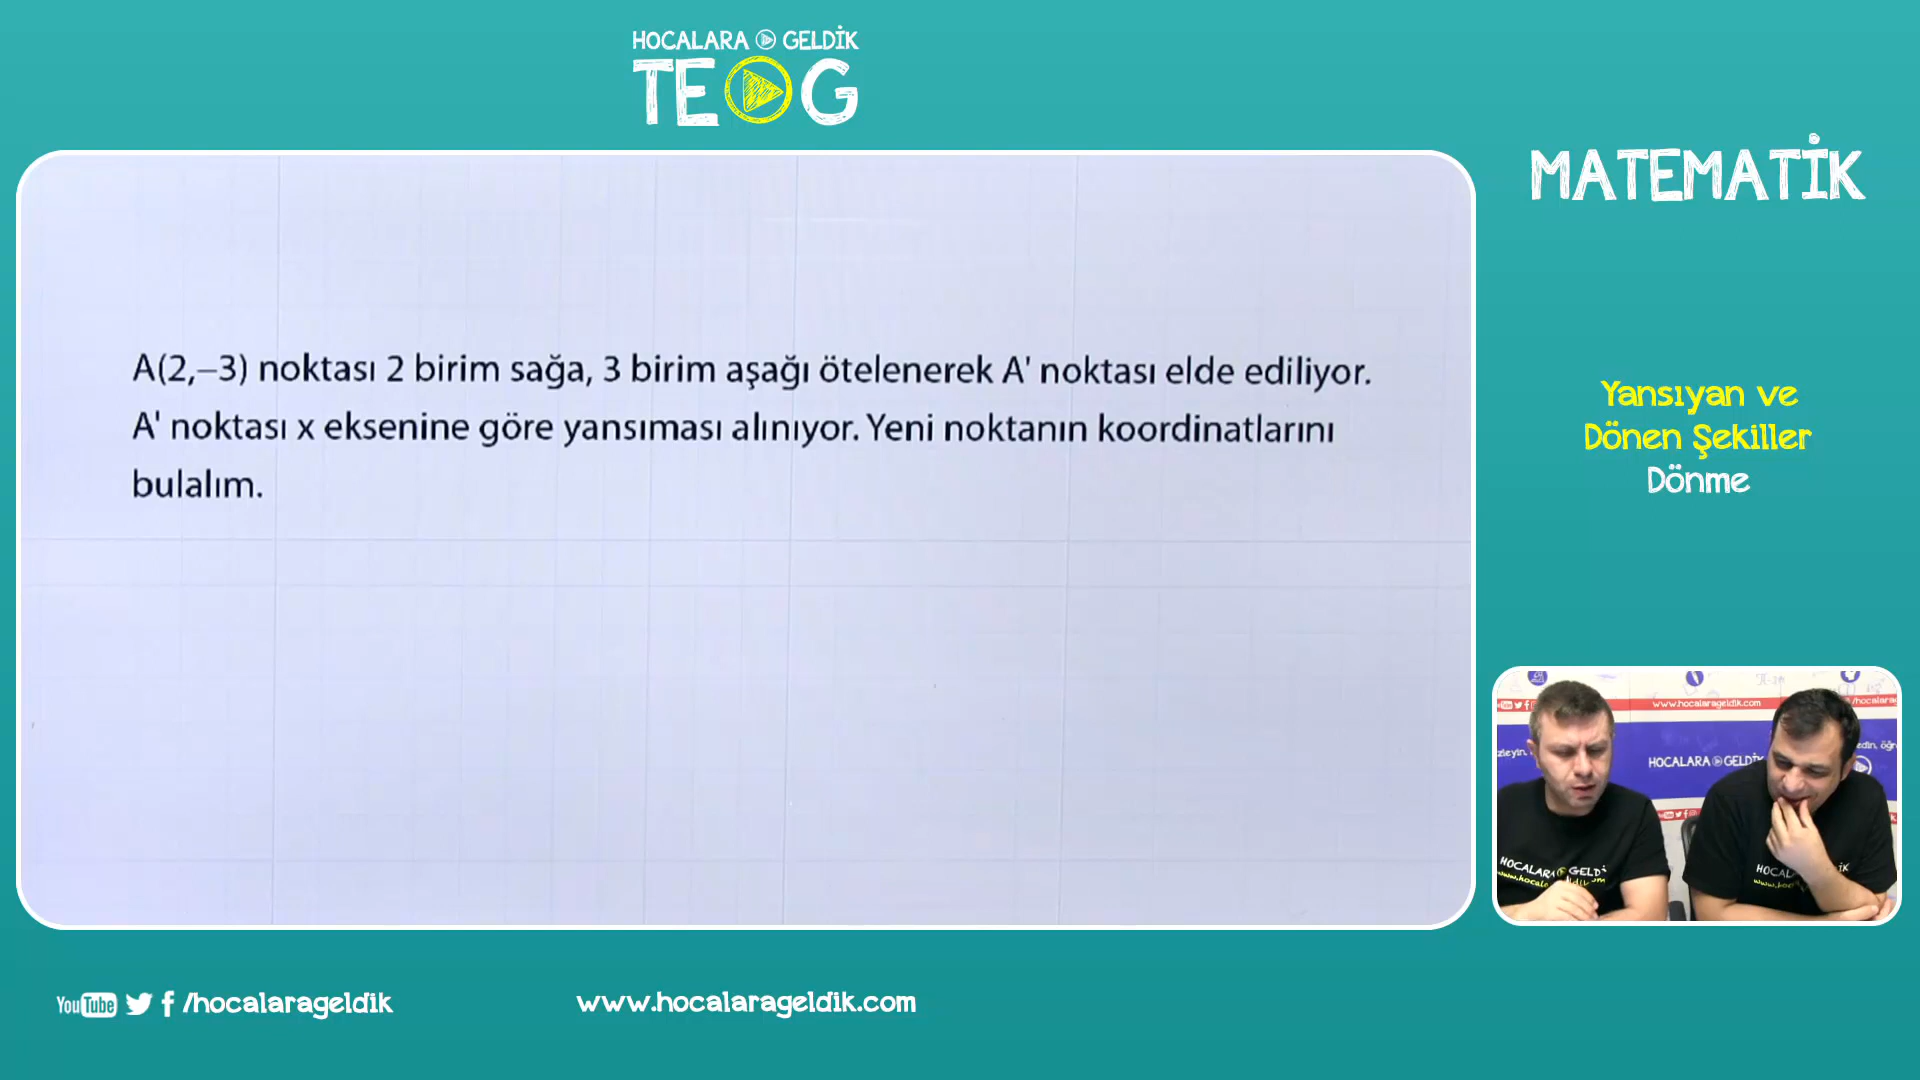 HOCALARA GELDİK
TEOG
MATEMATİK
A(2,–3) noktası 2 birim sağa, 3 birim aşağı ötelenerek A' noktası elde ediliyor.
A' noktası x eksenine göre yansıması alınıyor. Yeni noktanın koordinatlarını
bulalım.
Yansıyan ve
Dönen Şekiller
Dönme
www.hocalarageldik.com
HOCALARA GELDİK
YouTube /hocalarageldik
www.hocalarageldik.com